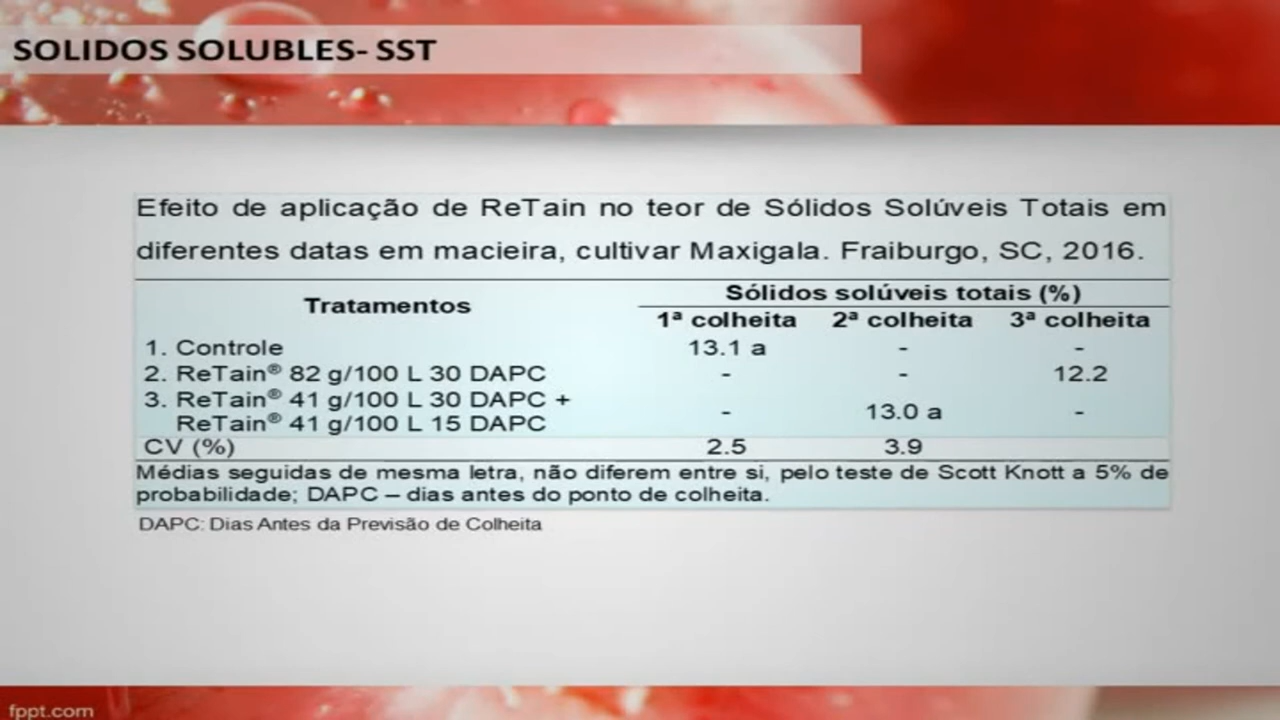 SOLIDOS SOLUBLES- SST
Efeito de aplicação de ReTain no teor de Sólidos Solúveis Totais em
diferentes datas em macieira, cultivar Maxigala. Fraiburgo, SC, 2016.
Tratamentos Sólidos solúveis totais (%)
1ª colheita 2ª colheita 3ª colheita
1. Controle 13.1 a - -
2. ReTain® 82 g/100 L 30 DAPC - - 12.2
3. ReTain® 41 g/100 L 30 DAPC +
ReTain® 41 g/100 L 15 DAPC - 13.0 a -
CV (%) 2.5 3.9
Médias seguidas de mesma letra, não diferem entre si, pelo teste de Scott Knott a 5% de
probabilidade; DAPC – dias antes do ponto de colheita.
DAPC: Dias Antes da Previsão de Colheita
fppt.com